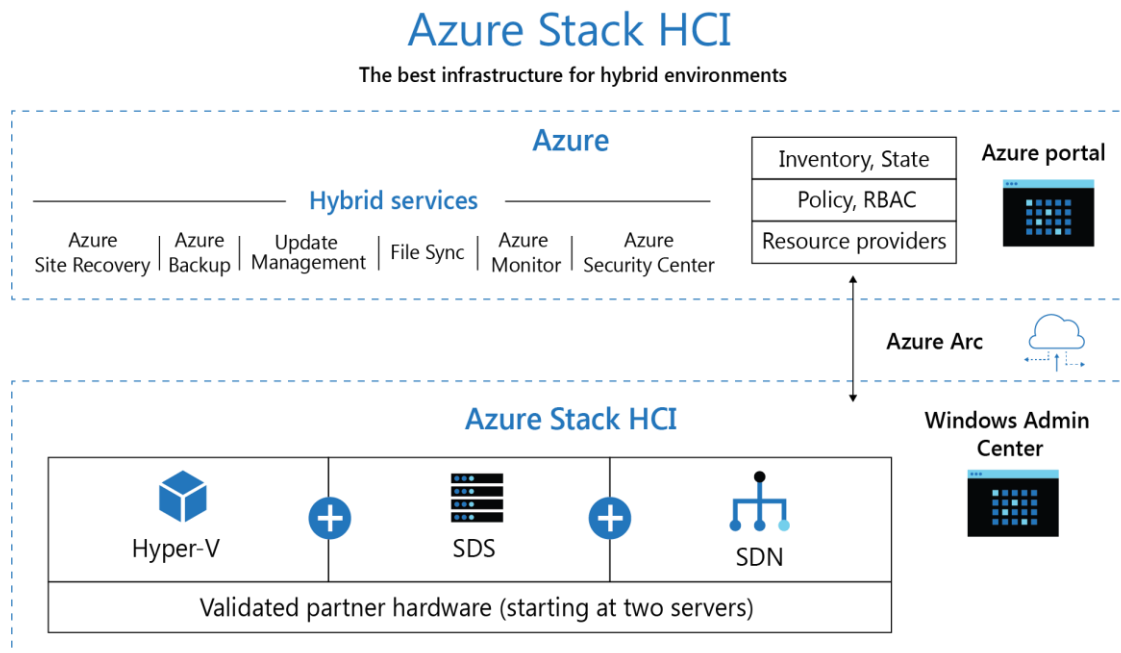 Azure Stack HCI
The best infrastructure for hybrid environments
Azure
Hybrid services
Azure
Site Recovery
Azure
Backup
Update
Management
File Sync
Azure
Monitor
Azure
Security Center
Inventory, State
Policy, RBAC
Resource providers
Azure portal
Azure Arc
Azure Stack HCI
Windows Admin
Center
Hyper-V
SDS
SDN
Validated partner hardware (starting at two servers)